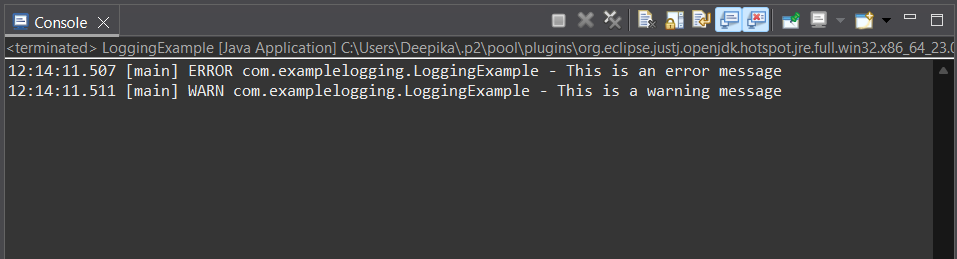 Console
<terminated> LoggingExample [Java Application] C:\Users\Deepika\.p2\pool\plugins\org.eclipse.justj.openjdk.hotspot.jre.full.win32.x86_64_23.0
12:14:11.507 [main] ERROR com.examplelogging.LoggingExample - This is an error message
12:14:11.511 [main] WARN com.examplelogging.LoggingExample - This is a warning message